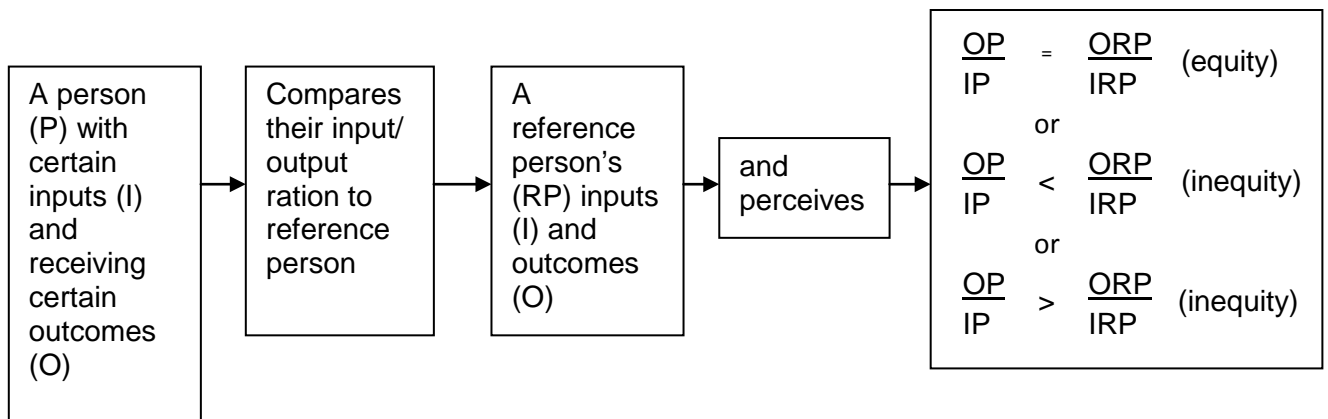 A person
(P) with
certain
inputs (I)
and
receiving
certain
outcomes
(O)
Compares
their input/
output
ration to
reference
person
A
reference
person's
(RP) inputs
(I) and
outcomes
(O)
and
perceives
OP = ORP (equity)
IP IRP
or
OP < ORP (inequity)
IP IRP
or
OP > ORP (inequity)
IP IRP